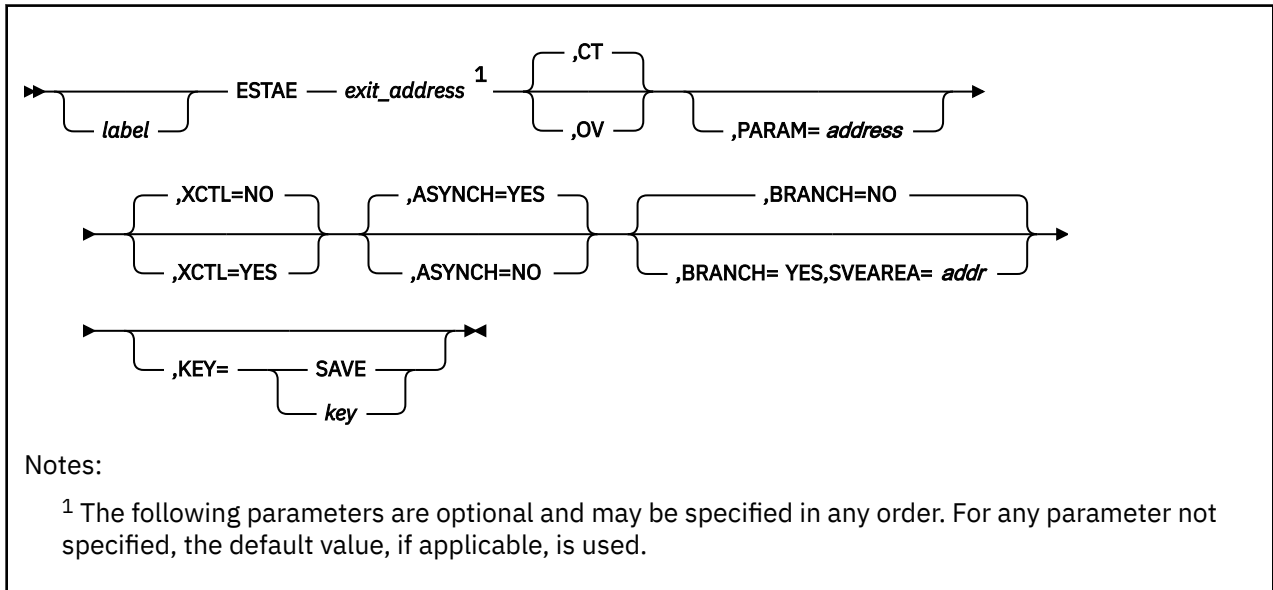 ,CT
ESTAE exit_address 1
label ,OV ,PARAM= address
,XCTL=NO ,ASYNCH=YES ,BRANCH=NO
,XCTL=YES ,ASYNCH=NO ,BRANCH= YES,SVEAREA= addr
,KEY= SAVE
key
Notes:
1 The following parameters are optional and may be specified in any order. For any parameter not
specified, the default value, if applicable, is used.